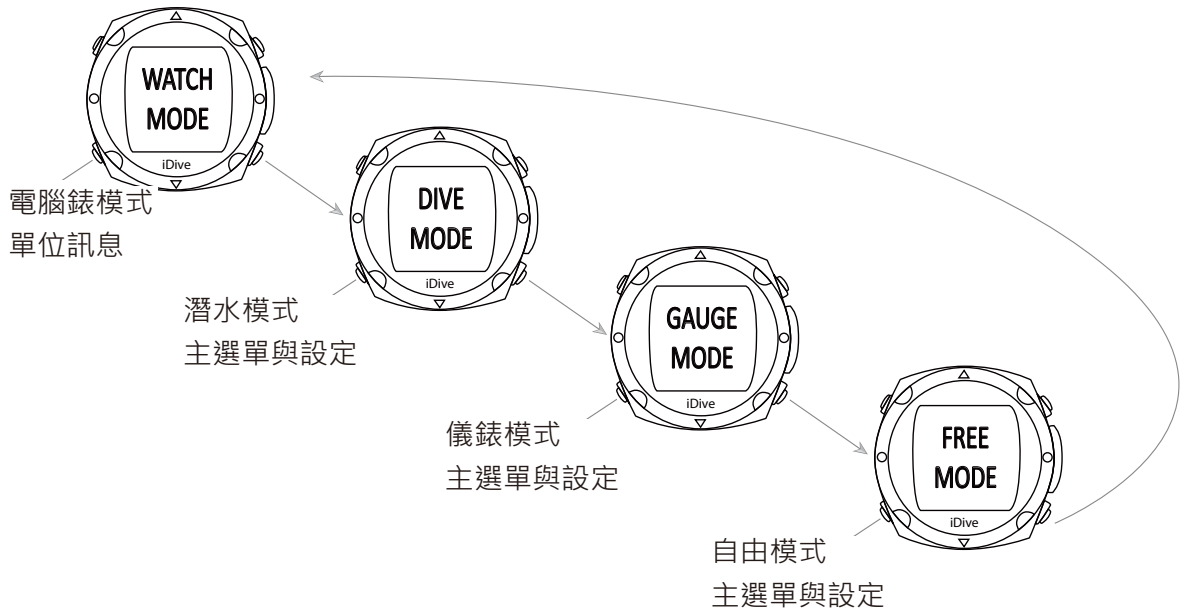 WATCH
MODE
iDive
電腦錶模式
單位訊息
DIVE
MODE
iDive
潛水模式
主選單與設定
GAUGE
MODE
iDive
儀錶模式
主選單與設定
FREE
MODE
iDive
自由模式
主選單與設定